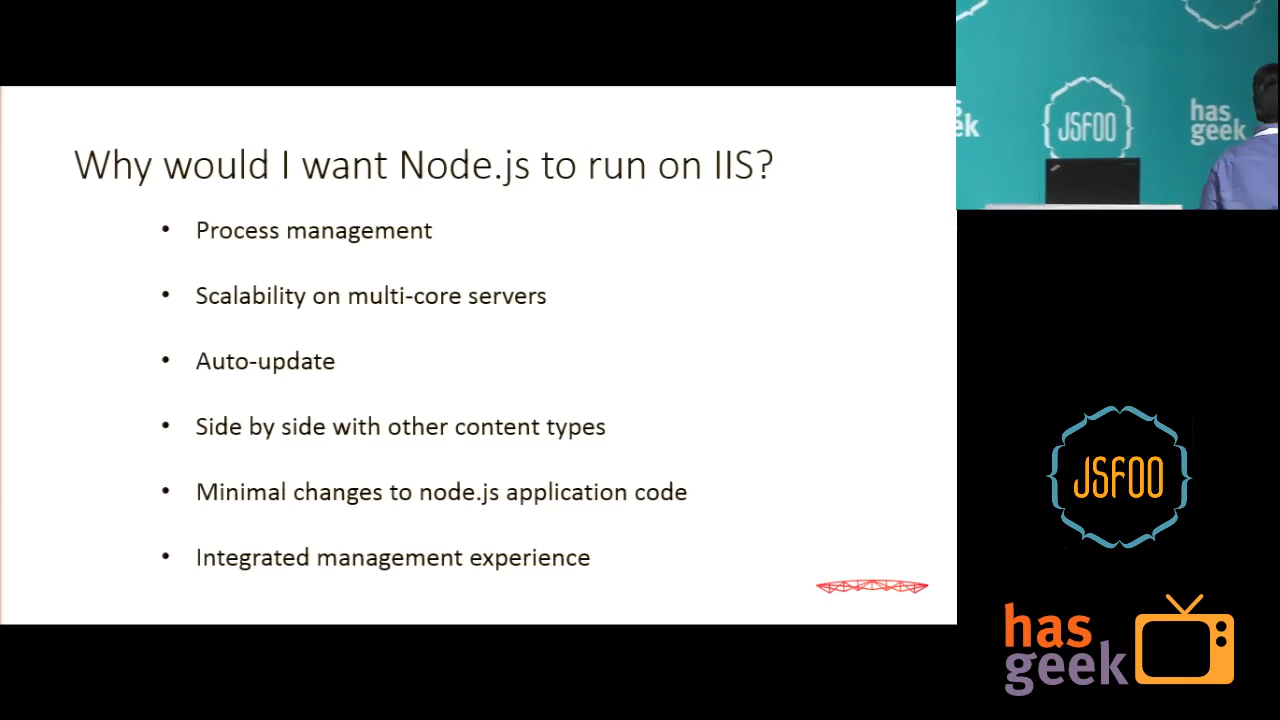 Why would I want Node.js to run on IIS?
• Process management
• Scalability on multi-core servers
• Auto-update
• Side by side with other content types
• Minimal changes to node.js application code
• Integrated management experience
ek
JSFOO
has
geek
JSFOO
has
geek